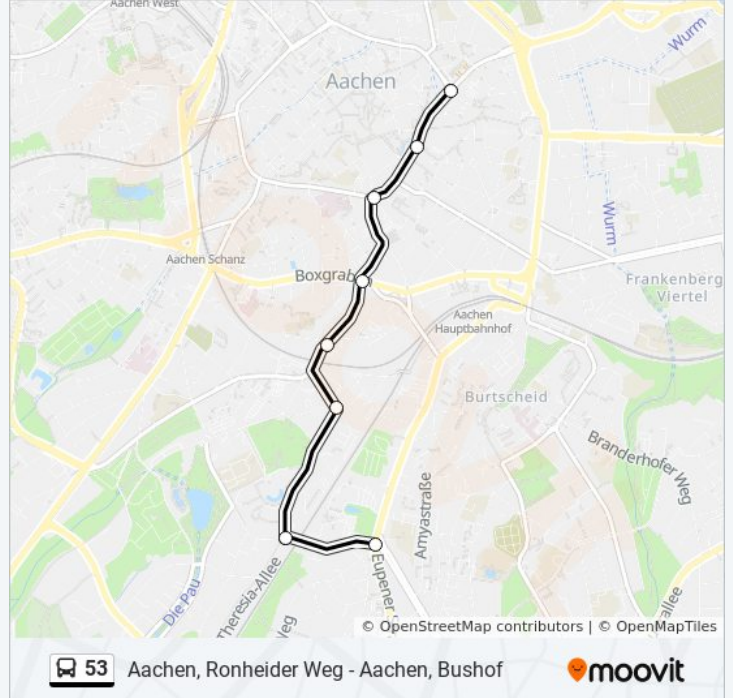 Aachen West
Wurm
Aachen
Wurm
Aachen Schanz
Boxgrab
Frankenberg
Viertel
Aachen
Hauptbahnhof
Burtscheid
Branderhofer Weg
Amyastraße
Eupener
Theresia-Allee
Die Pau
Weg
allee
© OpenStreetMap contributors | © OpenMapTiles
53 Aachen, Ronheider Weg - Aachen, Bushof
moovit